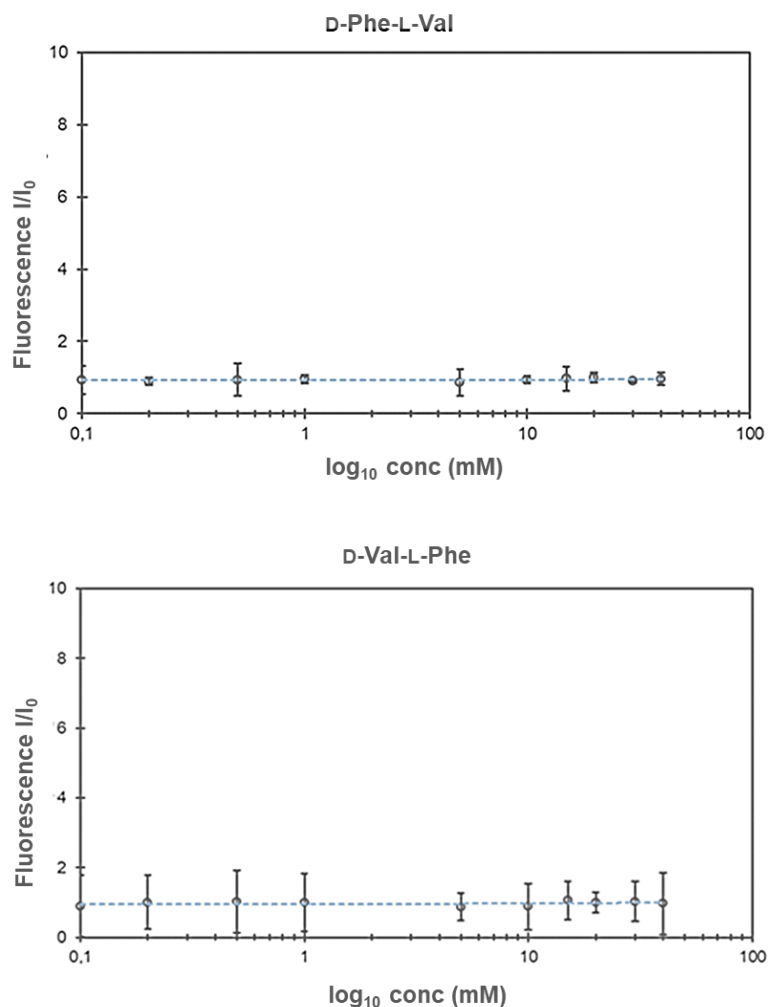 D-Phe-L-Val
10
8
6
4
2
0
Fluorescence I/I₀
0,1 1 10 100
log₁₀ conc (mM)
D-Val-L-Phe
10
8
6
4
2
0
Fluorescence I/I₀
0,1 1 10 100
log₁₀ conc (mM)